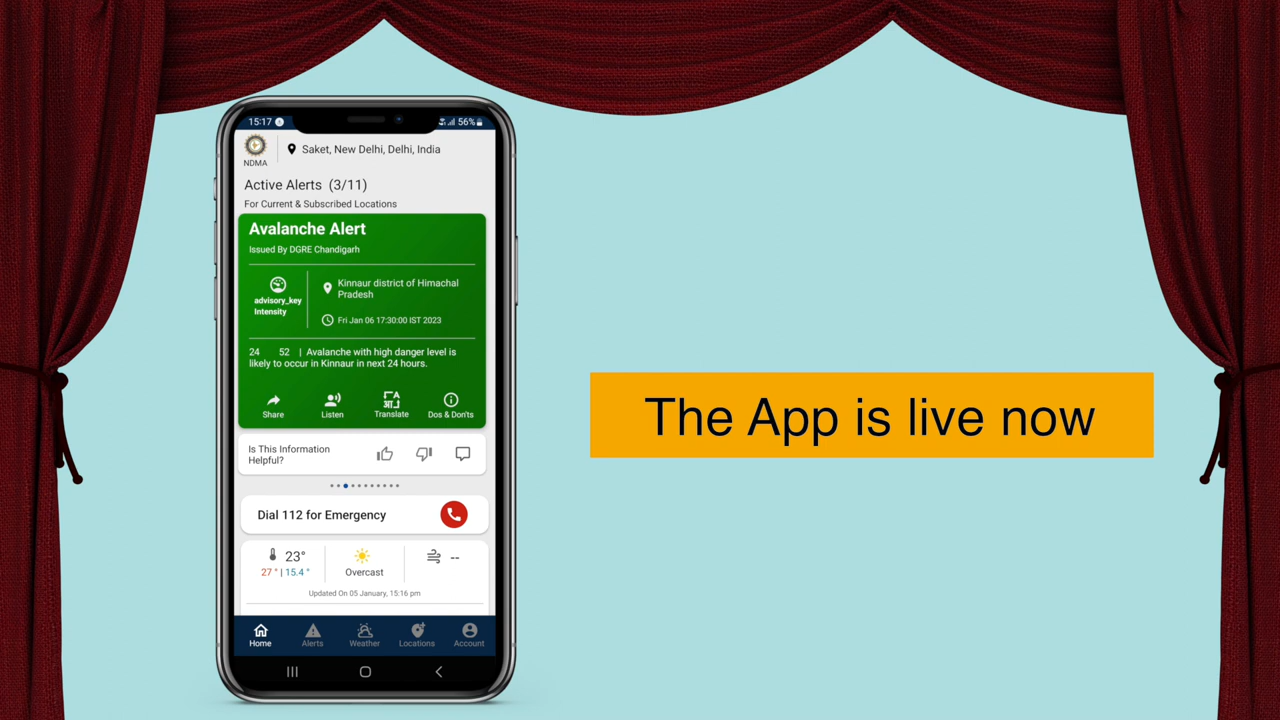 15:17
56%
NDMA
Saket, New Delhi, Delhi, India
Active Alerts (3/11)
For Current & Subscribed Locations
Avalanche Alert
Issued By DGRE Chandigarh
advisory_key
Intensity
Kinnaur district of Himachal
Pradesh
Fri Jan 06 17:30:00 IST 2023
24 52 | Avalanche with high danger level is
likely to occur in Kinnaur in next 24 hours.
Share Listen Translate Dos & Don'ts
Is This Information
Helpful?
Dial 112 for Emergency
23°
27 ° | 15.4 °
Overcast
--
Updated On 05 January, 15:16 pm
Home Alerts Weather Locations Account
The App is live now